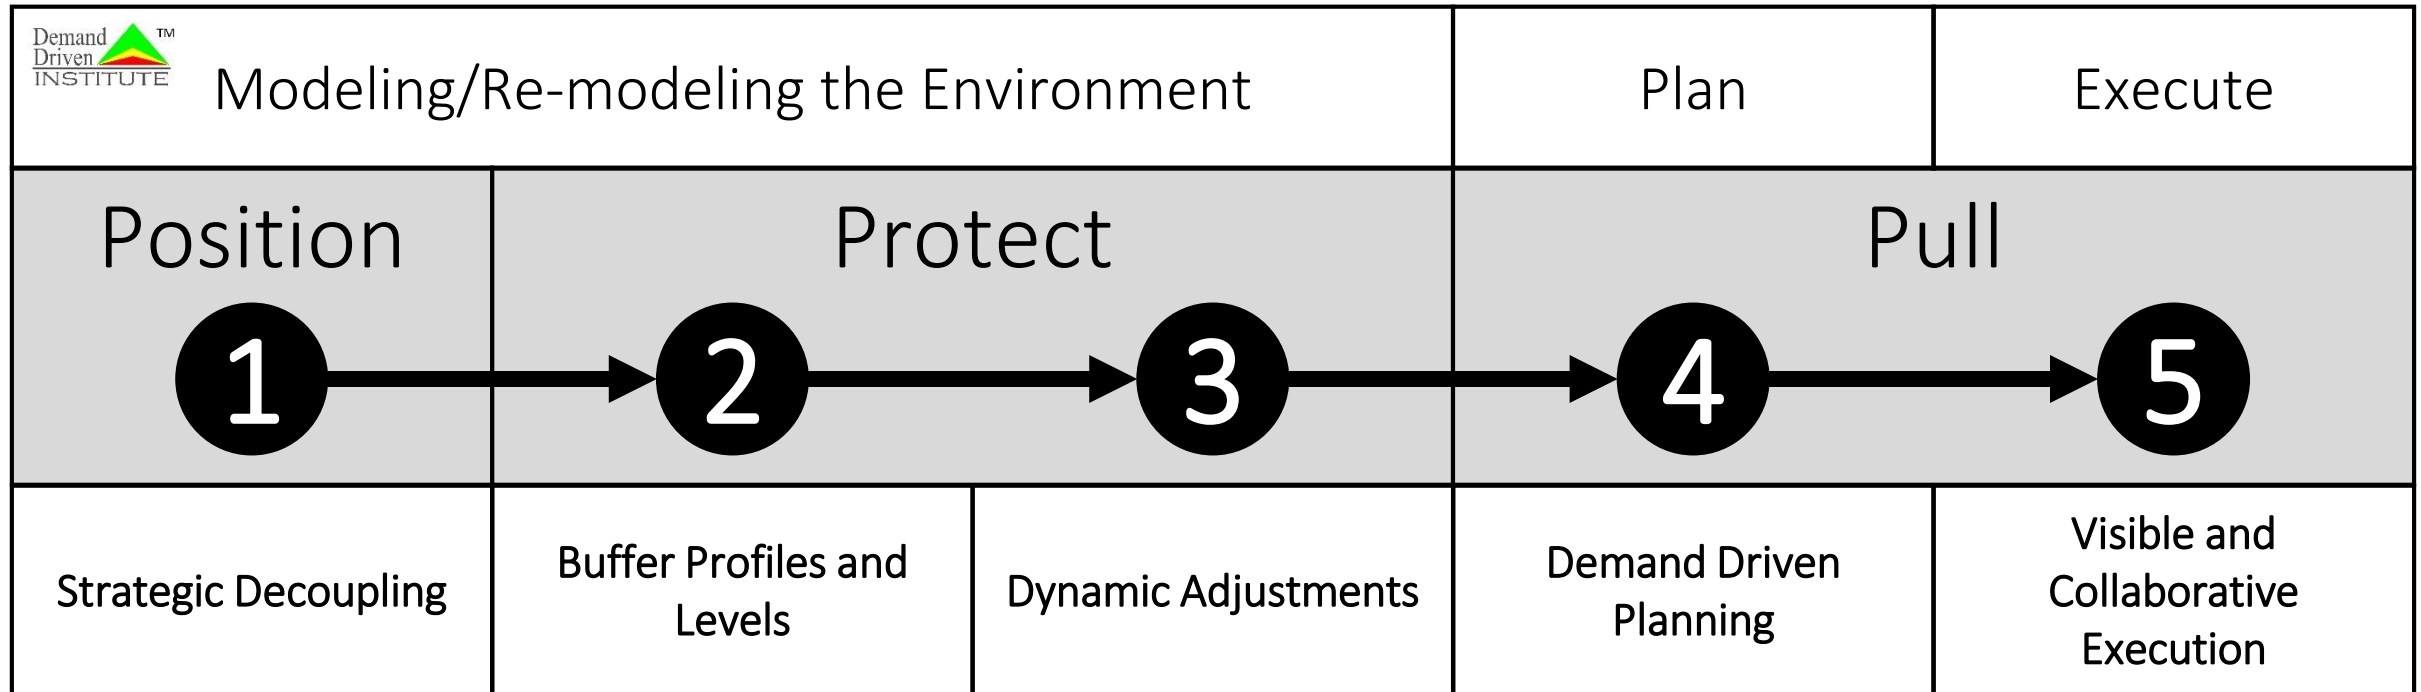 Demand
Driven
INSTITUTE
TM
Modeling/Re-modeling the Environment
Plan
Execute
Position
Protect
Pull
1
2
3
4
5
Strategic Decoupling
Buffer Profiles and
Levels
Dynamic Adjustments
Demand Driven
Planning
Visible and
Collaborative
Execution